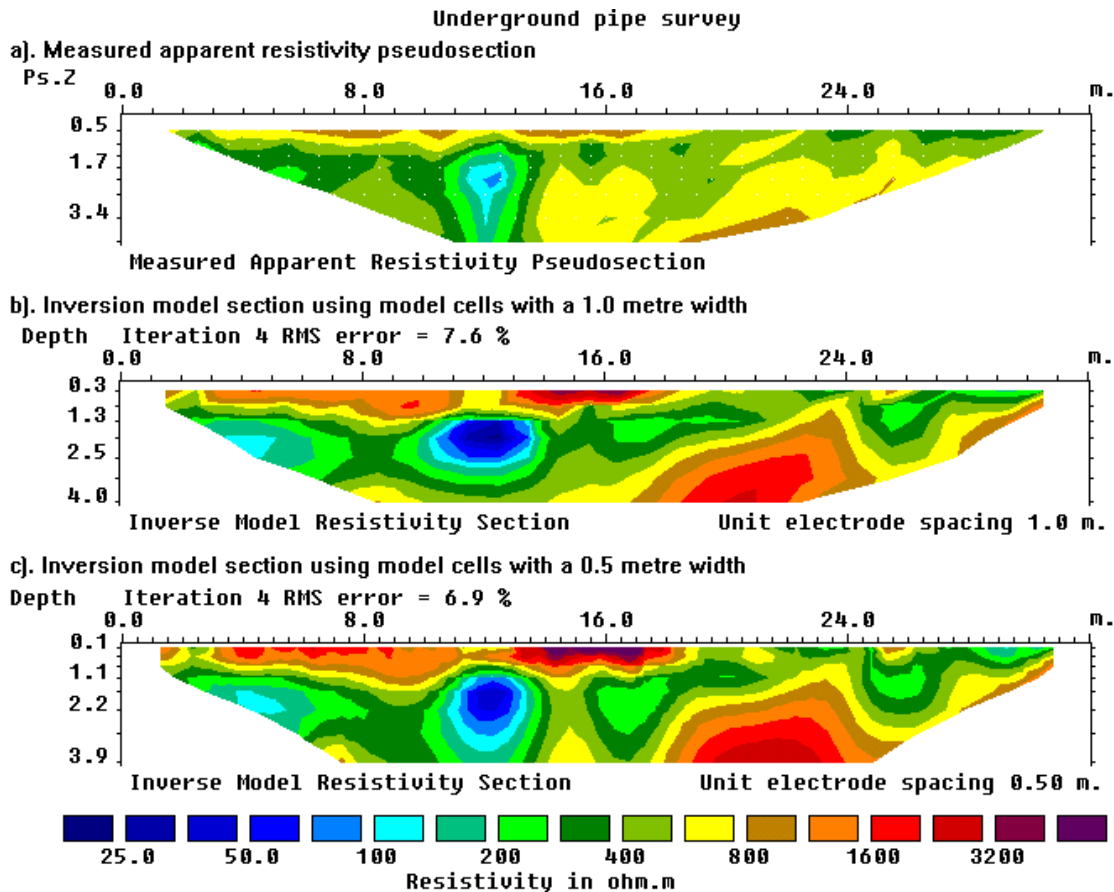 Underground pipe survey
a). Measured apparent resistivity pseudosection
Ps.Z
0.0 8.0 16.0 24.0 m.
0.5
1.7
3.4
Measured Apparent Resistivity Pseudosection
b). Inversion model section using model cells with a 1.0 metre width
Depth Iteration 4 RMS error = 7.6 %
0.0 8.0 16.0 24.0 m.
0.3
1.3
2.5
4.0
Inverse Model Resistivity Section Unit electrode spacing 1.0 m.
c). Inversion model section using model cells with a 0.5 metre width
Depth Iteration 4 RMS error = 6.9 %
0.0 8.0 16.0 24.0 m.
0.1
1.1
2.2
3.9
Inverse Model Resistivity Section Unit electrode spacing 0.50 m.
25.0 50.0 100 200 400 800 1600 3200
Resistivity in ohm.m